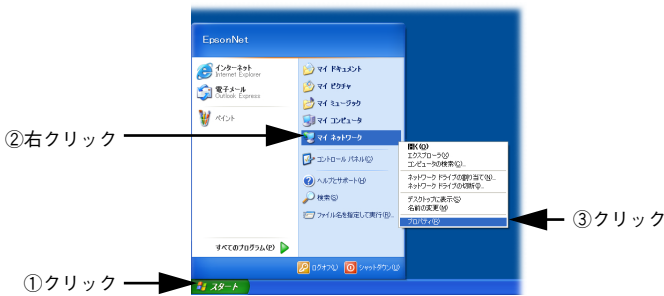 EpsonNet
インターネット
Internet Explorer
電子メール
Outlook Express
ペイント
マイ ドキュメント
マイ ピクチャ
マイ ミュージック
マイ コンピュータ
マイ ネットワーク
コントロール パネル(C)
ヘルプとサポート(H)
検索(S)
ファイル名を指定して実行(R)...
すべてのプログラム(P)
ログオフ(L)
シャットダウン(U)
スタート
開く(O)
エクスプローラ(X)
コンピュータの検索(C)...
ネットワーク ドライブの割り当て(N)...
ネットワーク ドライブの切断(I)...
デスクトップに表示(S)
名前の変更(M)
プロパティ(R)
②右クリック
③クリック
①クリック